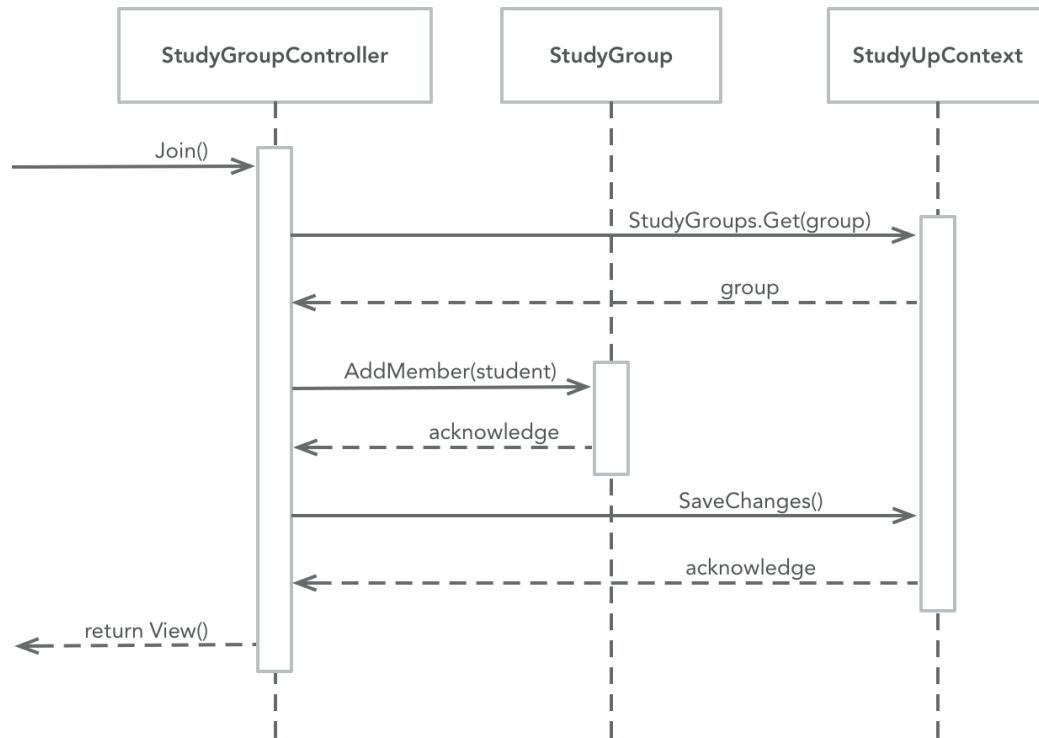 StudyGroupController
StudyGroup
StudyUpContext
Join()
StudyGroups.Get(group)
group
AddMember(student)
acknowledge
SaveChanges()
acknowledge
return View()